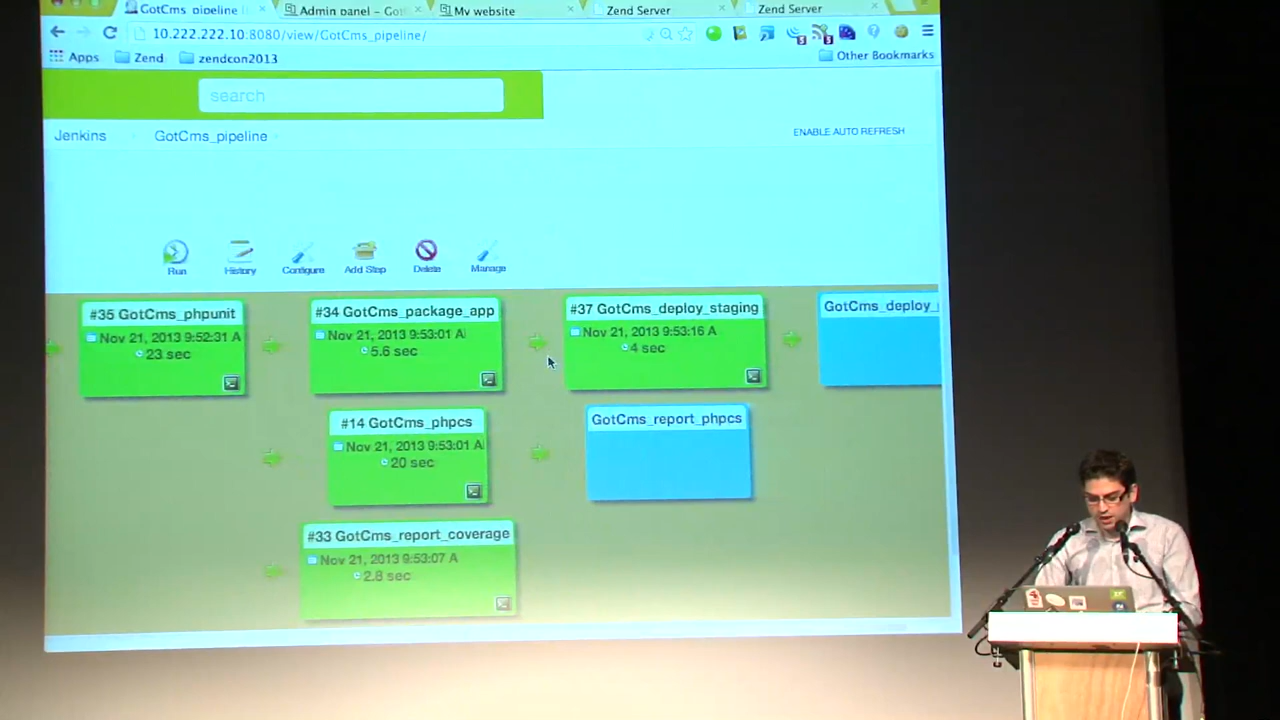 GotCms_pipeline
Admin panel - Got
My website
Zend Server
Zend Server
10.222.222.10:8080/view/GotCms_pipeline/
Apps
Zend
zendcon2013
Other Bookmarks
search
Jenkins
GotCms_pipeline
ENABLE AUTO REFRESH
Run
History
Configure
Add Step
Delete
Manage
#35 GotCms_phpunit
Nov 21, 2013 9:52:31 A
23 sec
#34 GotCms_package_app
Nov 21, 2013 9:53:01 A
5.6 sec
#37 GotCms_deploy_staging
Nov 21, 2013 9:53:16 A
4 sec
GotCms_deploy_
#14 GotCms_phpcs
Nov 21, 2013 9:53:01 A
20 sec
GotCms_report_phpcs
#33 GotCms_report_coverage
Nov 21, 2013 9:53:07 A
2.8 sec